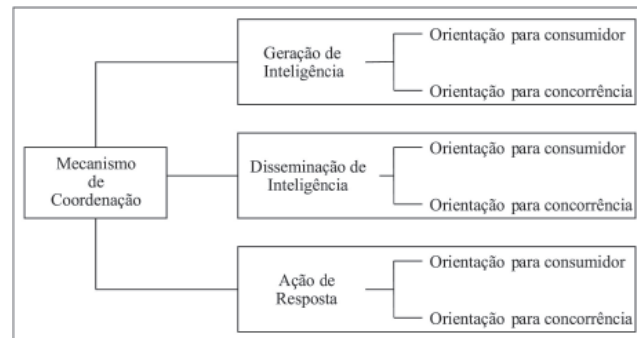 Geração de
Inteligência
Orientação para consumidor
Orientação para concorrência
Mecanismo
de
Coordenação
Disseminação de
Inteligência
Orientação para consumidor
Orientação para concorrência
Ação de
Resposta
Orientação para consumidor
Orientação para concorrência